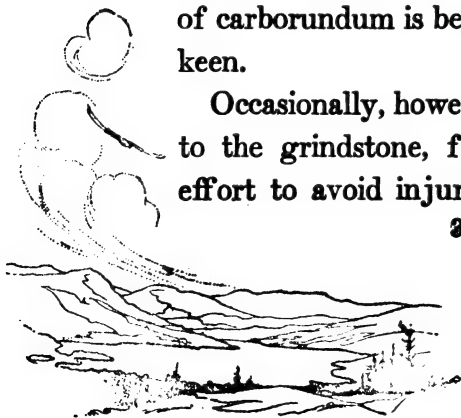 of carborundum is be
keen.
Occasionally, howe
to the grindstone, f
effort to avoid injur
a